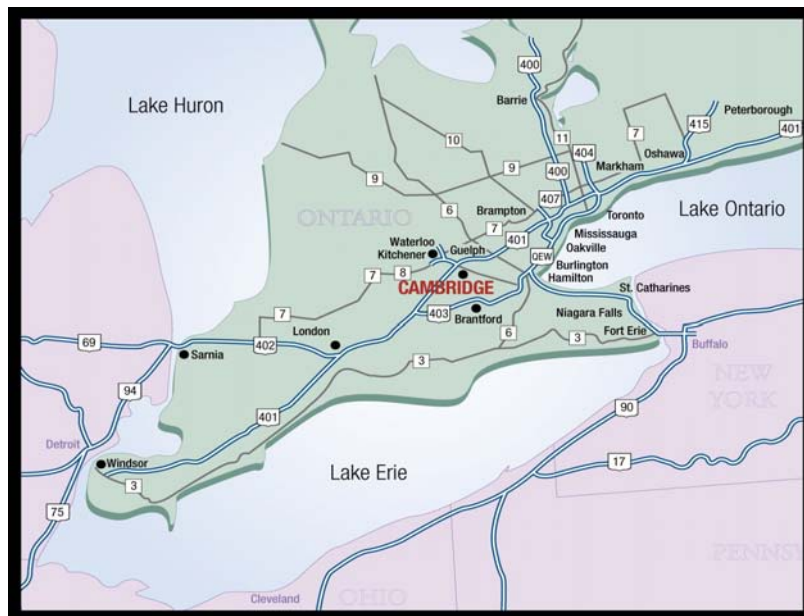 400
Barrie
Peterborough
Lake Huron
11
404
7
415
401
10
Oshawa
9
9
400
Markham
407
6
ONTARIO
Brampton
Toronto
Lake Ontario
7
Waterloo
Kitchener
Guelph
401
Mississauga
Oakville
QEW
7
8
Burlington
Hamilton
CAMBRIDGE
St. Catharines
7
403
Brantford
Niagara Falls
London
6
Fort Erie
69
402
3
Buffalo
Sarnia
3
NEW
YORK
94
401
90
Detroit
Windsor
17
Lake Erie
3
75
PENNS
Cleveland
OHIO